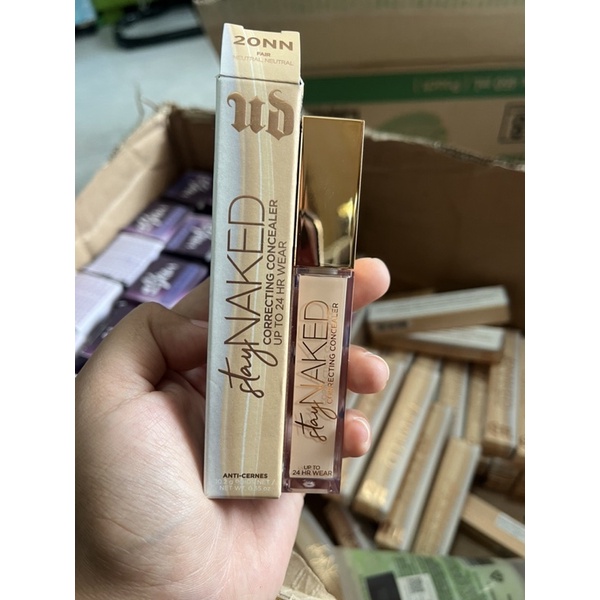 20NN
FAIR
NEUTRAL NEUTRAL
UD
stay NAKED
CORRECTING CONCEALER
UP TO 24 HR WEAR
ANTI-CERNES
stay NAKED
CORRECTING CONCEALER
UP TO
24 HR WEAR